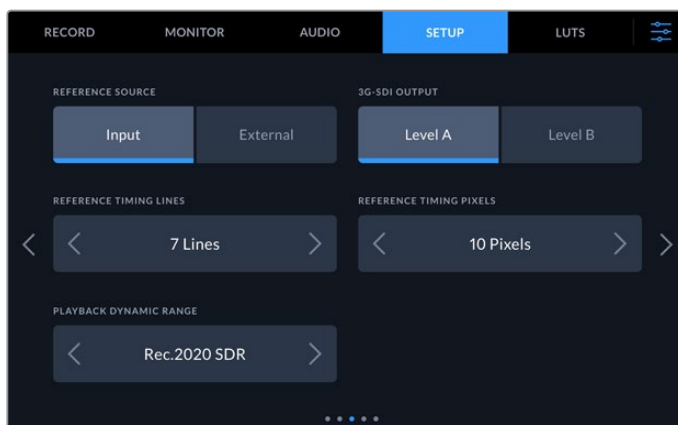 RECORD MONITOR AUDIO SETUP LUTS
REFERENCE SOURCE 3G-SDI OUTPUT
Input External Level A Level B
REFERENCE TIMING LINES REFERENCE TIMING PIXELS
7 Lines 10 Pixels
PLAYBACK DYNAMIC RANGE
Rec.2020 SDR